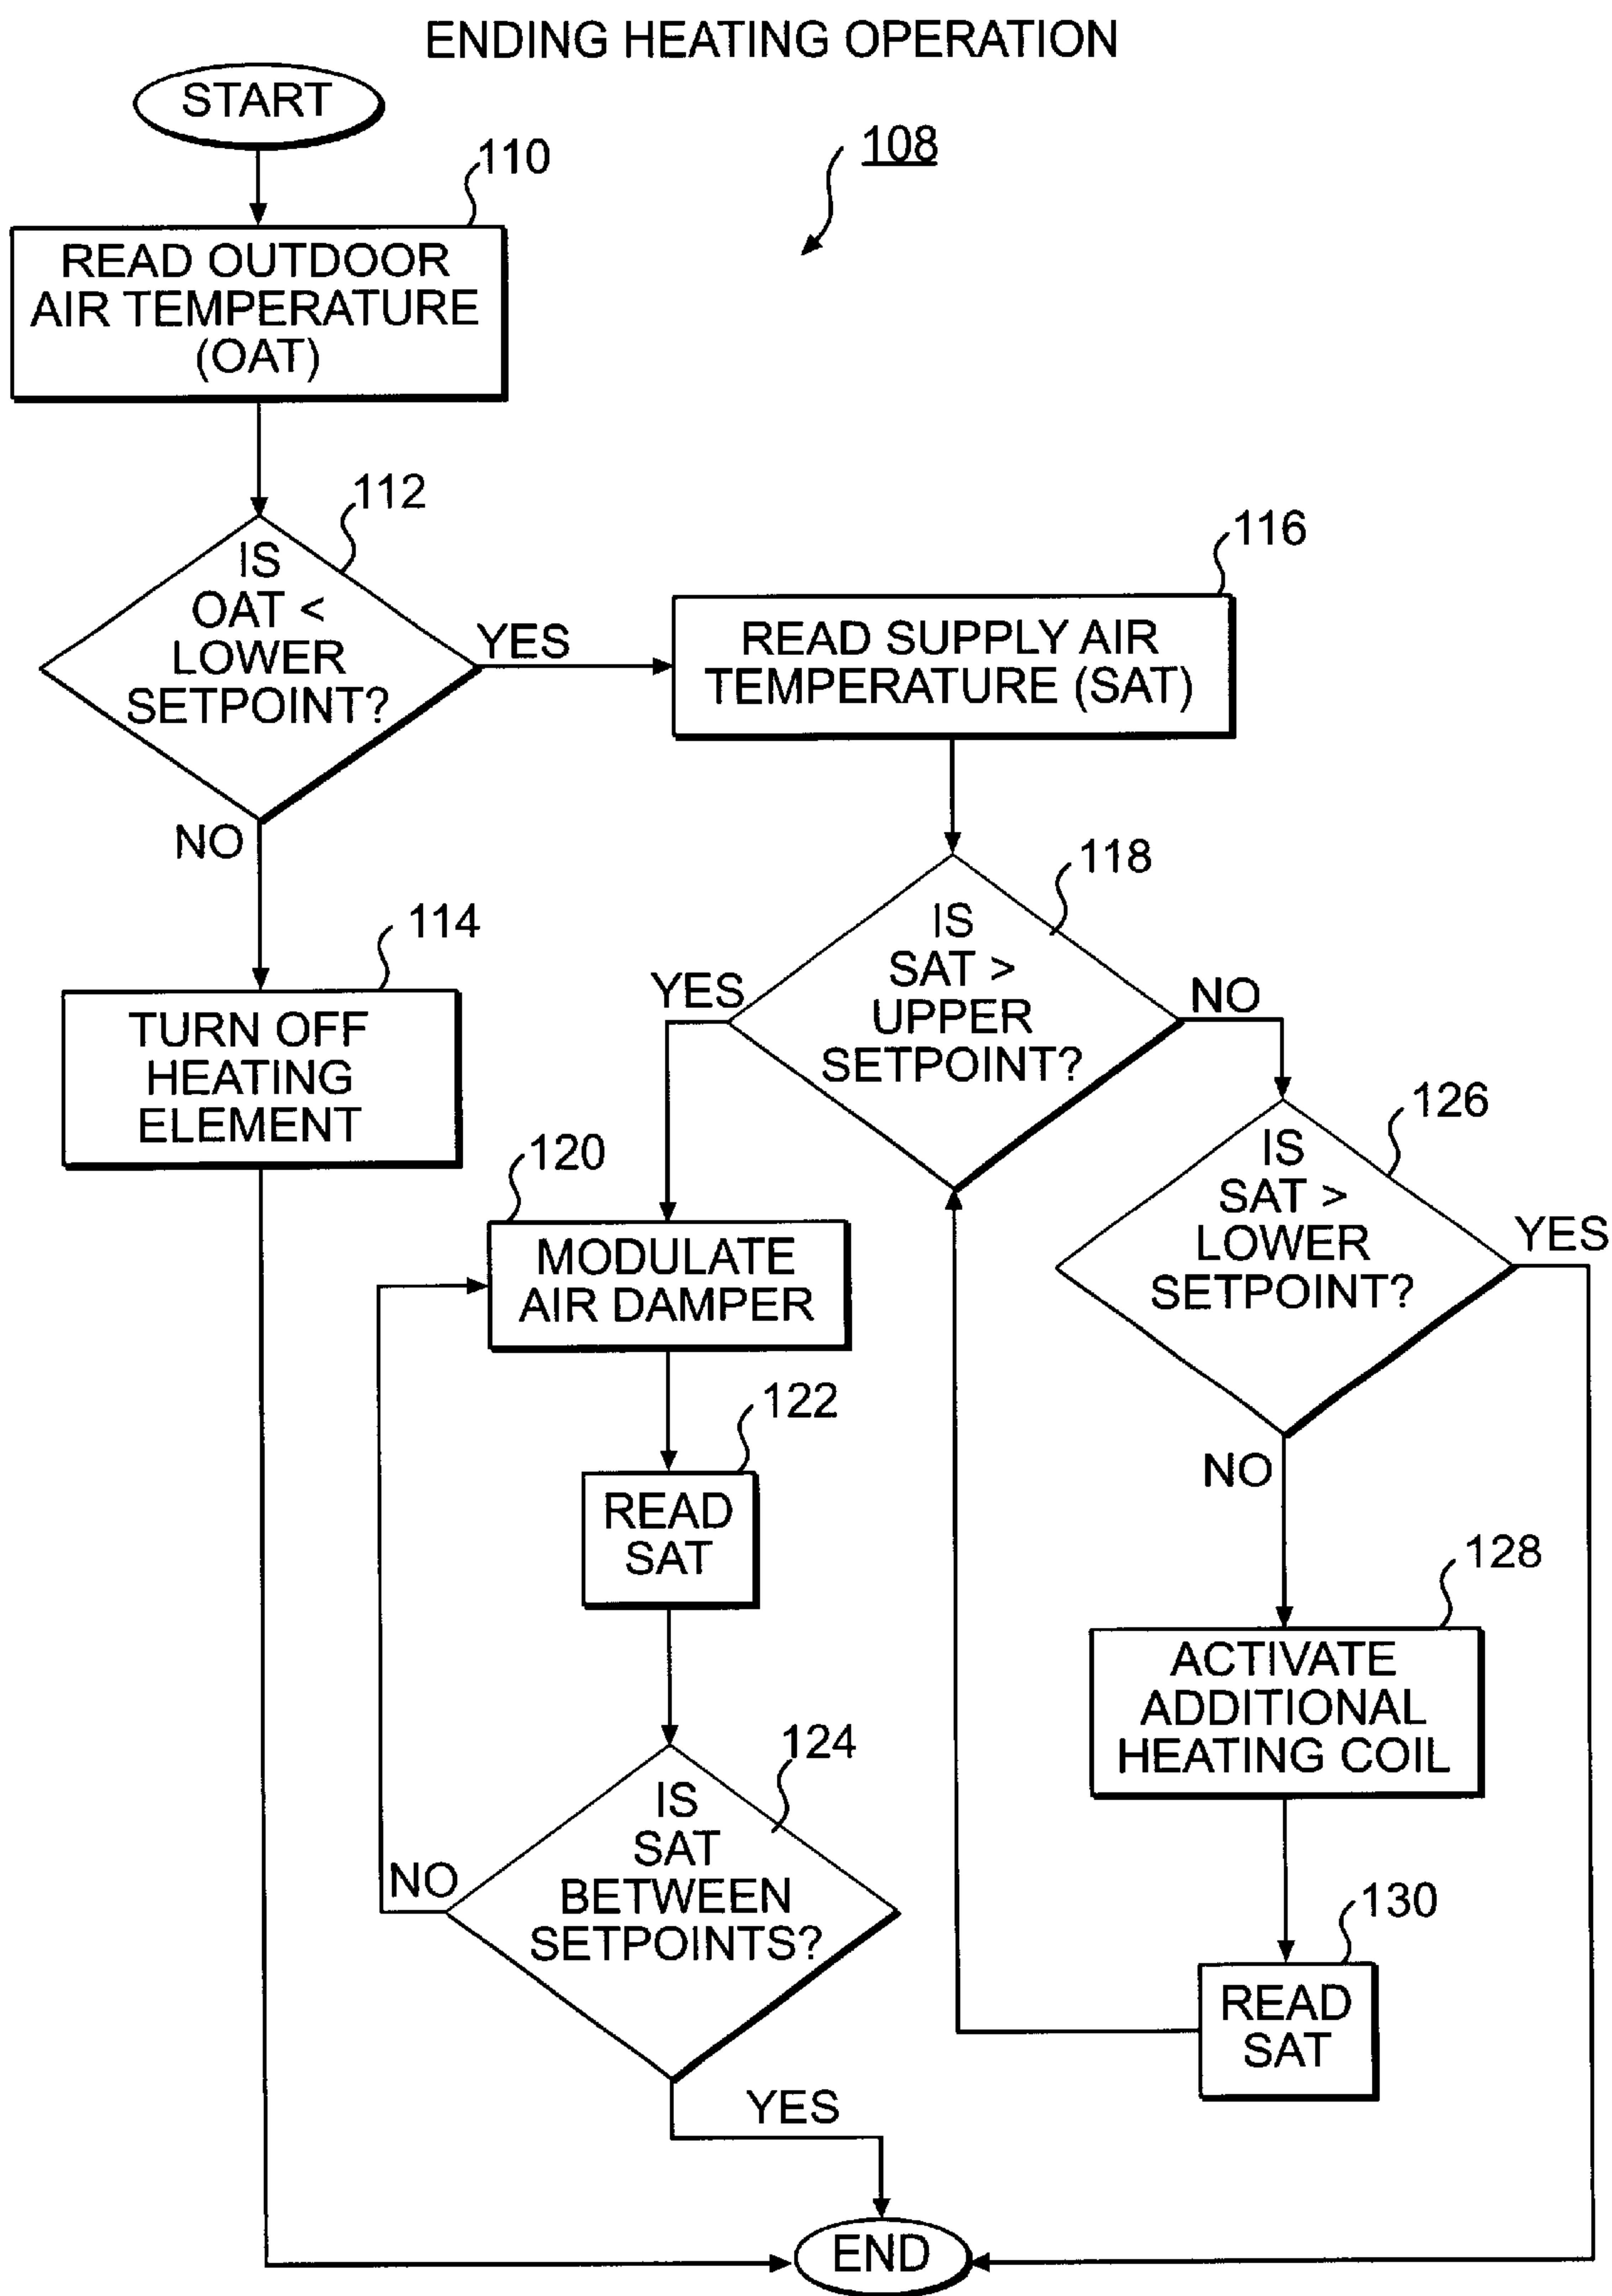 ENDING HEATING OPERATION
START
110
108
READ OUTDOOR
AIR TEMPERATURE
(OAT)
112
IS
OAT <
LOWER
SETPOINT?
YES
NO
116
READ SUPPLY AIR
TEMPERATURE (SAT)
114
TURN OFF
HEATING
ELEMENT
118
IS
SAT >
UPPER
SETPOINT?
YES
NO
120
MODULATE
AIR DAMPER
122
READ
SAT
124
IS
SAT
BETWEEN
SETPOINTS?
NO
YES
126
IS
SAT >
LOWER
SETPOINT?
YES
NO
128
ACTIVATE
ADDITIONAL
HEATING COIL
130
READ
SAT
END